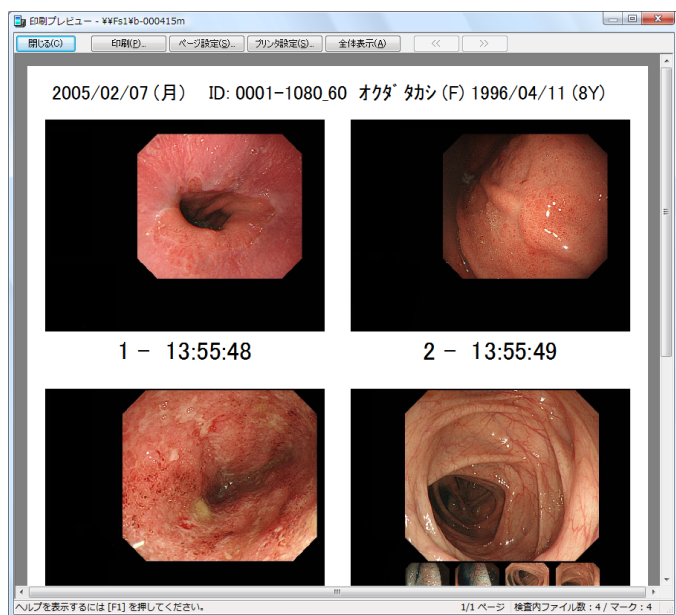 印刷プレビュー - ¥¥Fs1¥b-000415m
閉じる(C) 印刷(P)... ページ設定(S)... プリンタ設定(S)... 全体表示(A) << >>
2005/02/07 (月) ID: 0001-1080_60 オクダ タカシ (F) 1996/04/11 (8Y)
1 - 13:55:48
2 - 13:55:49
ヘルプを表示するには [F1] を押してください。
1/1 ページ 検査内ファイル数 : 4 / マーク : 4